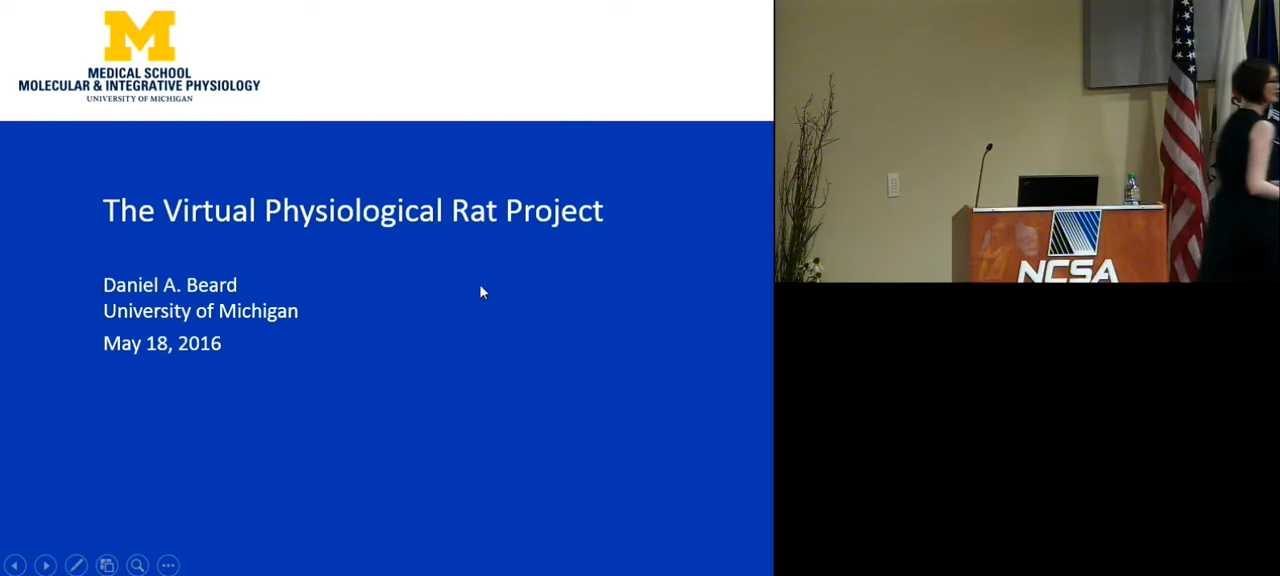 M
MEDICAL SCHOOL
MOLECULAR & INTEGRATIVE PHYSIOLOGY
UNIVERSITY OF MICHIGAN
The Virtual Physiological Rat Project
Daniel A. Beard
University of Michigan
May 18, 2016
NCSA